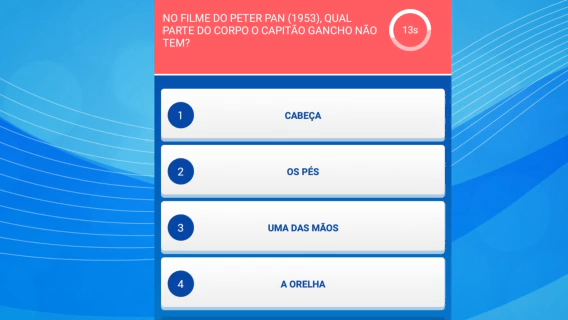 NO FILME DO PETER PAN (1953), QUAL
PARTE DO CORPO O CAPITÃO GANCHO NÃO
TEM?
13s
1
CABEÇA
2
OS PÉS
3
UMA DAS MÃOS
4
A ORELHA